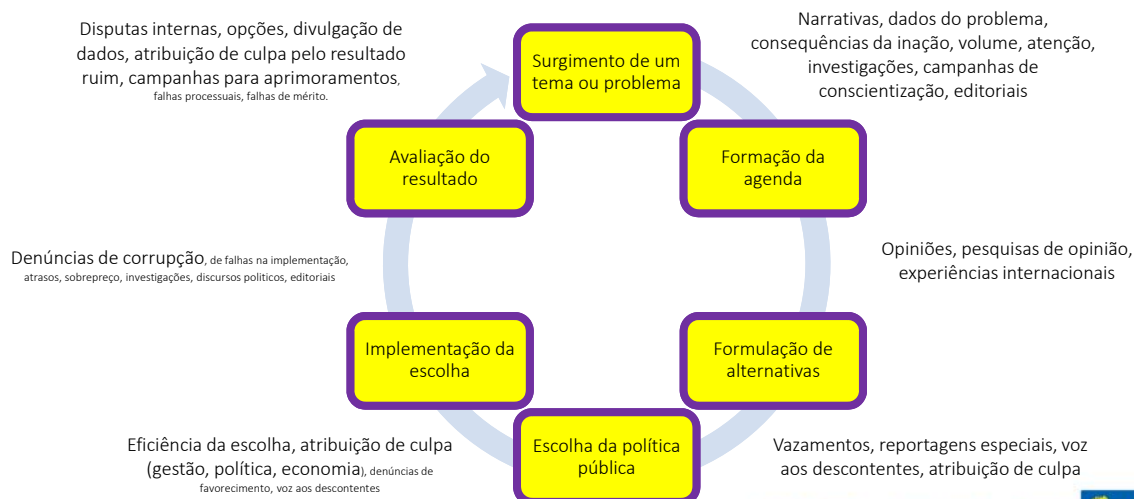 Disputas internas, opções, divulgação de
dados, atribuição de culpa pelo resultado
ruim, campanhas para aprimoramentos,
falhas processuais, falhas de mérito.
Surgimento de um
tema ou problema
Narrativas, dados do problema,
consequências da inação, volume, atenção,
investigações, campanhas de
conscientização, editoriais
Avaliação do
resultado
Formação da
agenda
Denúncias de corrupção, de falhas na implementação,
atrasos, sobrepreço, investigações, discursos politicos, editoriais
Opiniões, pesquisas de opinião,
experiências internacionais
Implementação da
escolha
Formulação de
alternativas
Eficiência da escolha, atribuição de culpa
(gestão, política, economia), denúncias de
favorecimento, voz aos descontentes
Escolha da política
pública
Vazamentos, reportagens especiais, voz
aos descontentes, atribuição de culpa